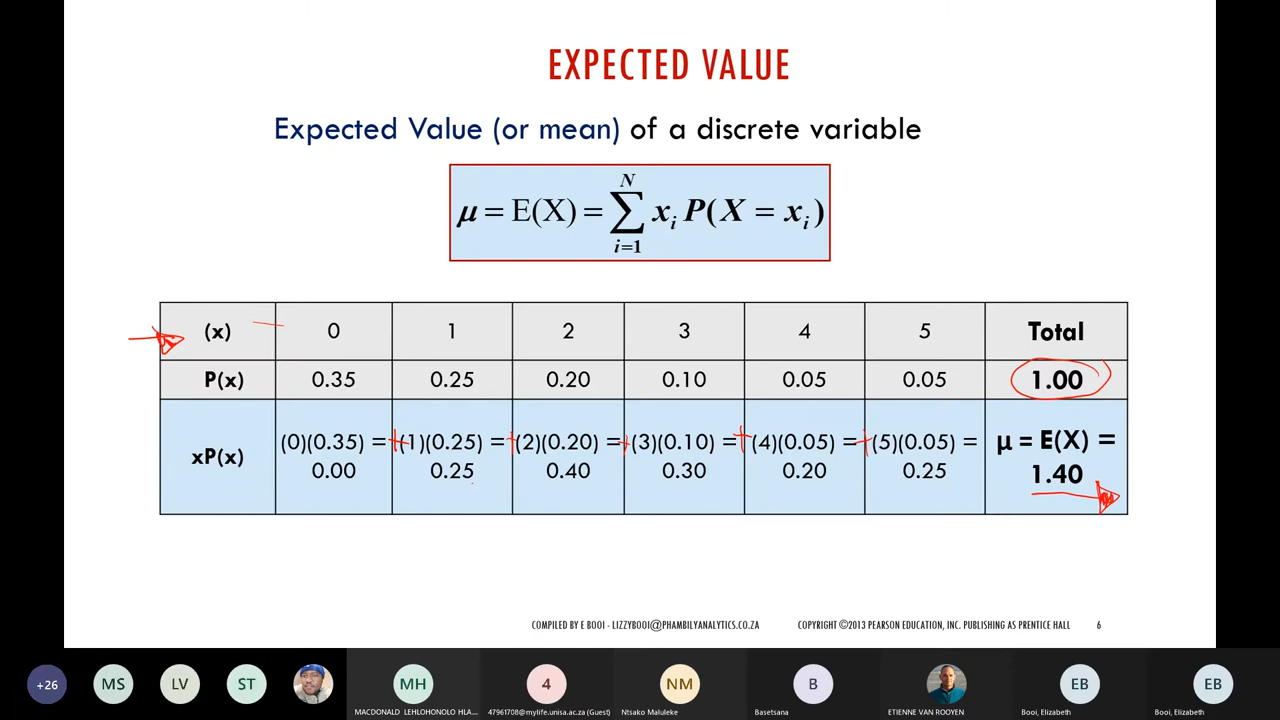 EXPECTED VALUE
Expected Value (or mean) of a discrete variable
μ = E(X) = ∑ᵢ₌₁ᴺ xᵢ P(X = xᵢ)
(x) 0 1 2 3 4 5 Total
P(x) 0.35 0.25 0.20 0.10 0.05 0.05 1.00
xP(x) (0)(0.35) = 0.00 (1)(0.25) = 0.25 (2)(0.20) = 0.40 (3)(0.10) = 0.30 (4)(0.05) = 0.20 (5)(0.05) = 0.25 μ = E(X) = 1.40
COMPILED BY E BOOI - LIZZYBOOI@PHAMBILYANALYTICS.CO.ZA COPYRIGHT ©2013 PEARSON EDUCATION, INC. PUBLISHING AS PRENTICE HALL 6
+26 MS LV ST MH 4 NM B EB EB
MACDONALD LEHLOHONOLO HLA... 47961708@mylife.unisa.ac.za (Guest) Ntsako Maluleke Basetsana ETIENNE VAN ROOYEN Booi, Elizabeth Booi, Elizabeth